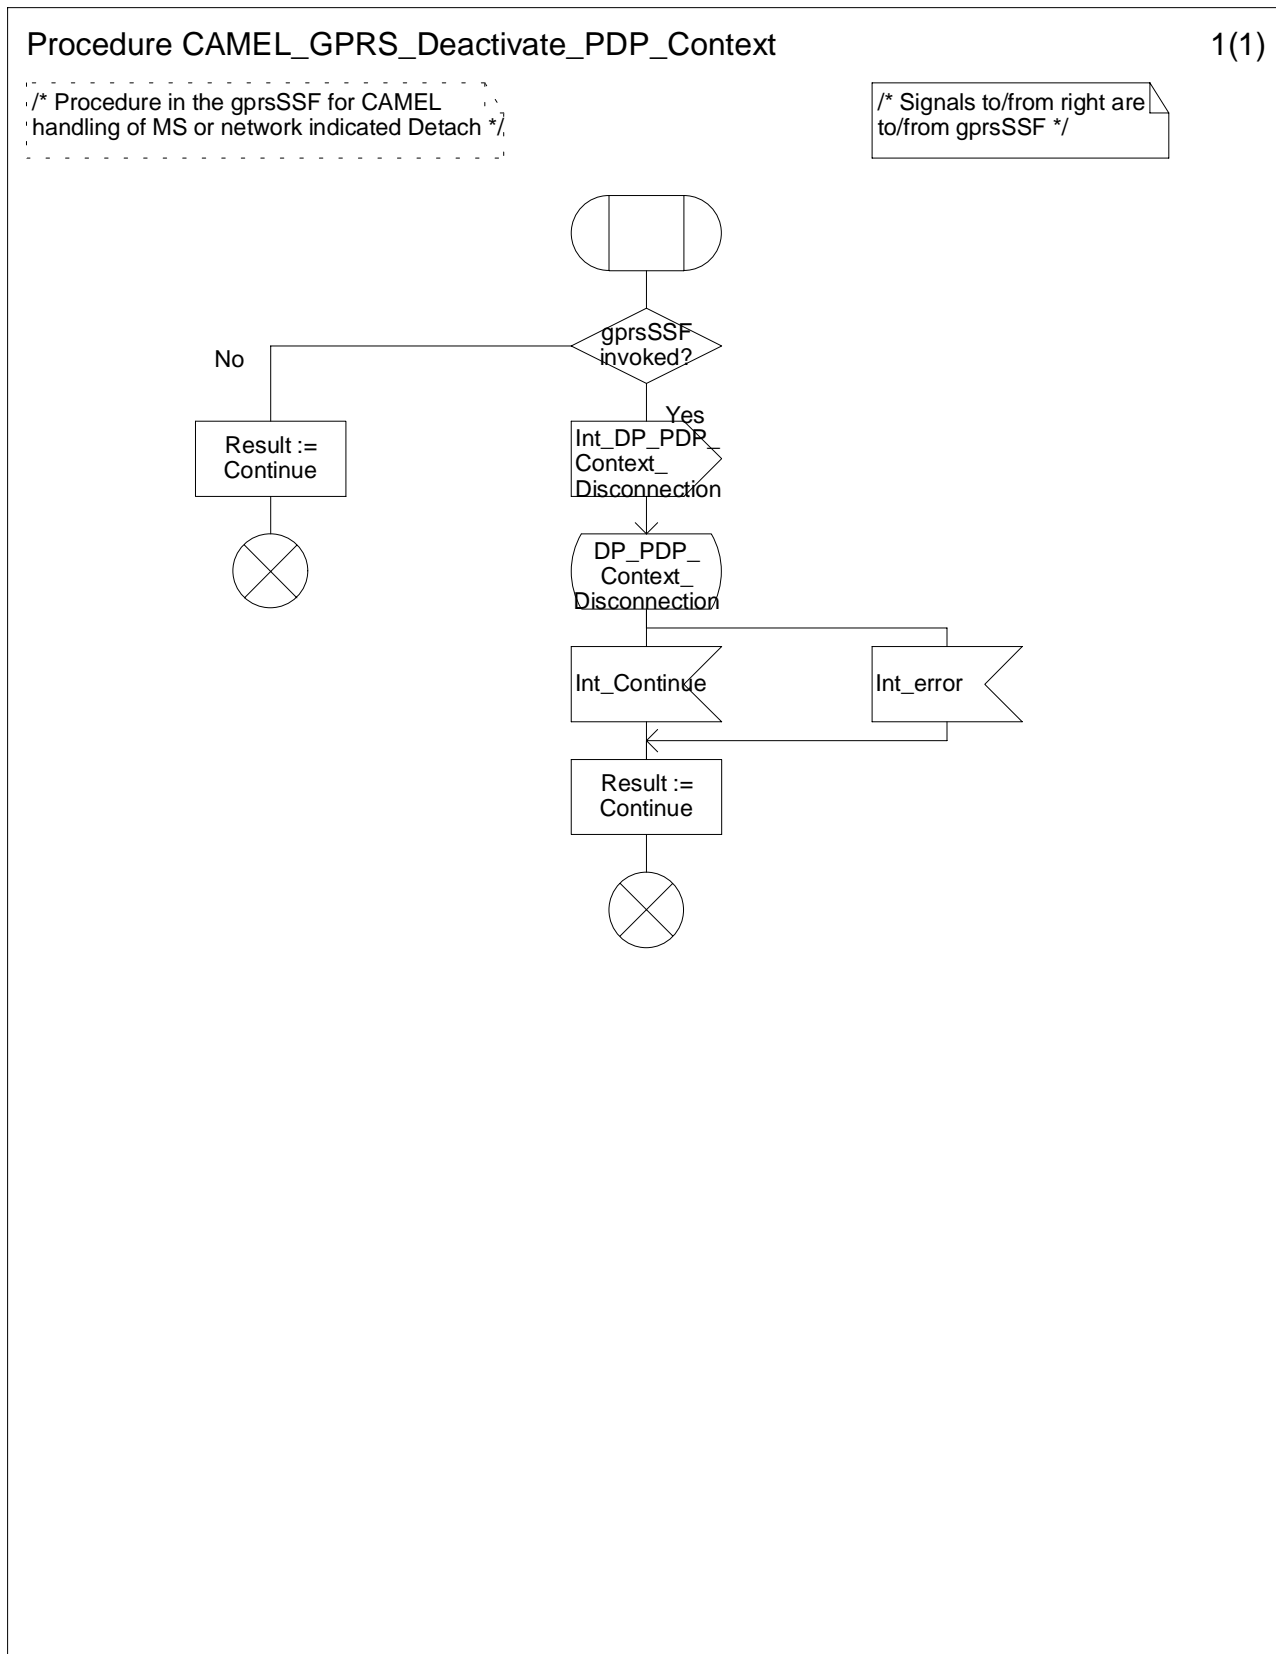 Procedure CAMEL_GPRS_Deactivate_PDP_Context
1(1)
/* Procedure in the gprsSSF for CAMEL
handling of MS or network indicated Detach */
/* Signals to/from right are
to/from gprsSSF */
gprsSSF
invoked?
No
Yes
Result :=
Continue
Int_DP_PDP_
Context_
Disconnection
DP_PDP_
Context_
Disconnection
Int_Continue
Int_error
Result :=
Continue